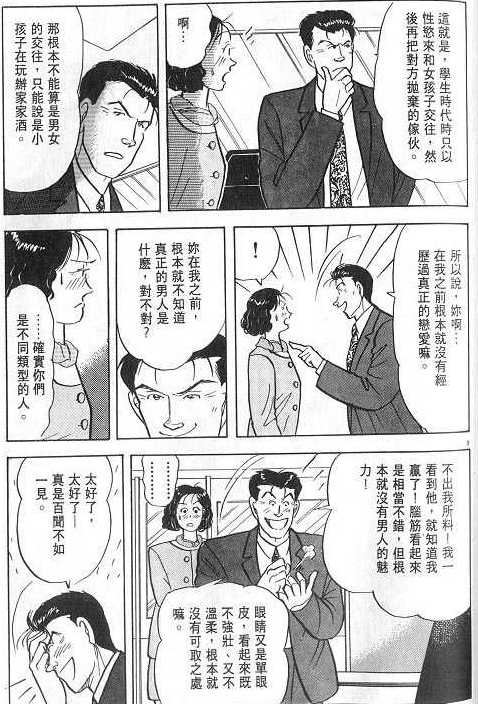 這就是，學生時代時只以
性慾來和女孩子交往，然
後再把對方拋棄的傢伙。
啊…
那根本不能算是男女
的交往，只能說是小
孩子在玩辦家家
酒。
所以說，妳啊…
在我之前根本就沒有經
歷過真正的戀愛嘛。
！
妳在我之前，
根本就不知道
真正的男人是
什麼，對不對？
……確實你們
是不同類型的人。
不出我所料—我一
看到他，就知道我
贏了！腦筋看起來
是相當不錯，但根
本就沒有男人的魅
力！
眼睛又是單眼
皮，看起來既
不強壯、又不
溫柔，根本就
沒有可取之處
嘛。
……
太好了，
太好了—
真是百聞不如
一見。